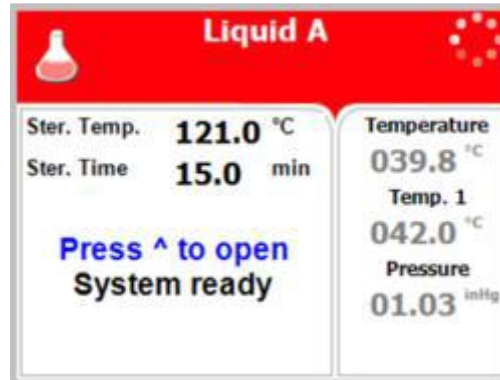 Liquid A
Ster. Temp. 121.0 °C
Ster. Time 15.0 min
Press ^ to open
System ready
Temperature
039.8 °C
Temp. 1
042.0 °C
Pressure
01.03 inHg